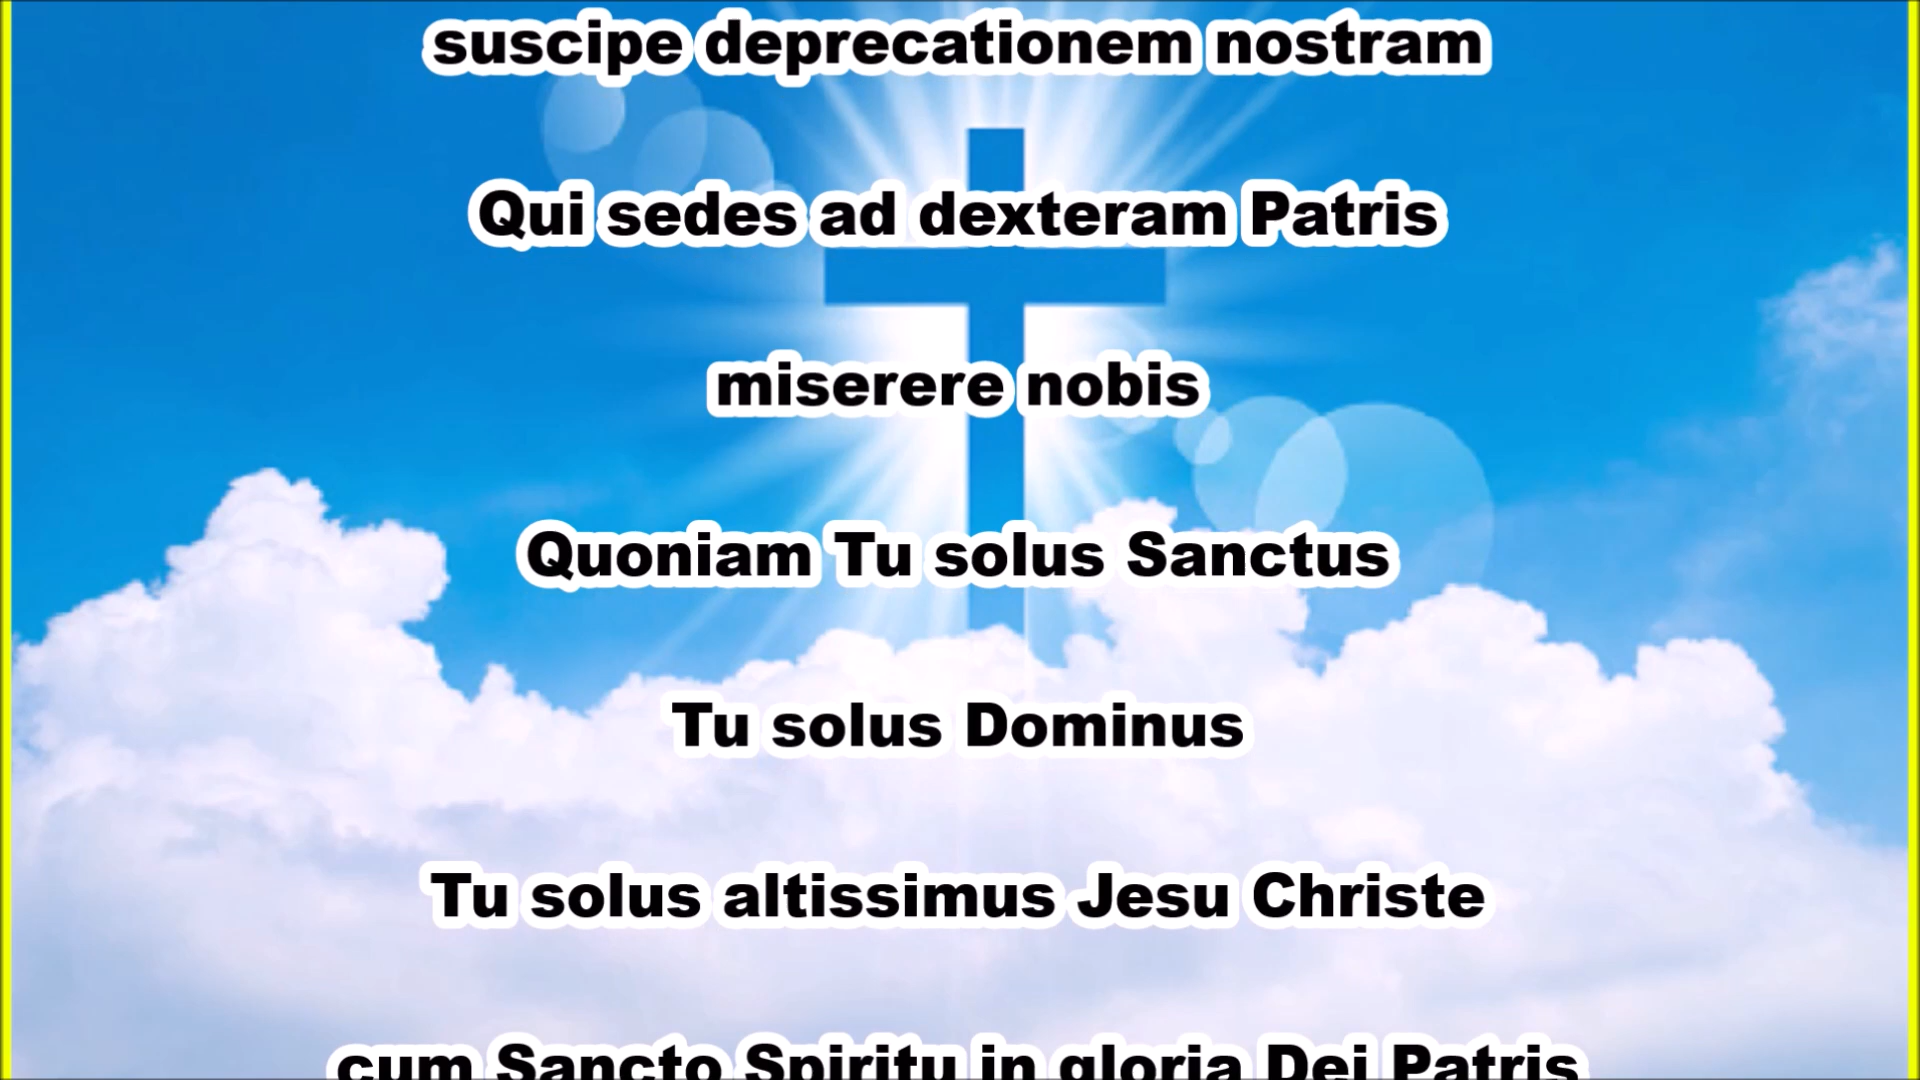 suscipe deprecationem nostram
Qui sedes ad dexteram Patris
miserere nobis
Quoniam Tu solus Sanctus
Tu solus Dominus
Tu solus altissimus Jesu Christe
cum Sancto Spiritu in gloria Dei Patris